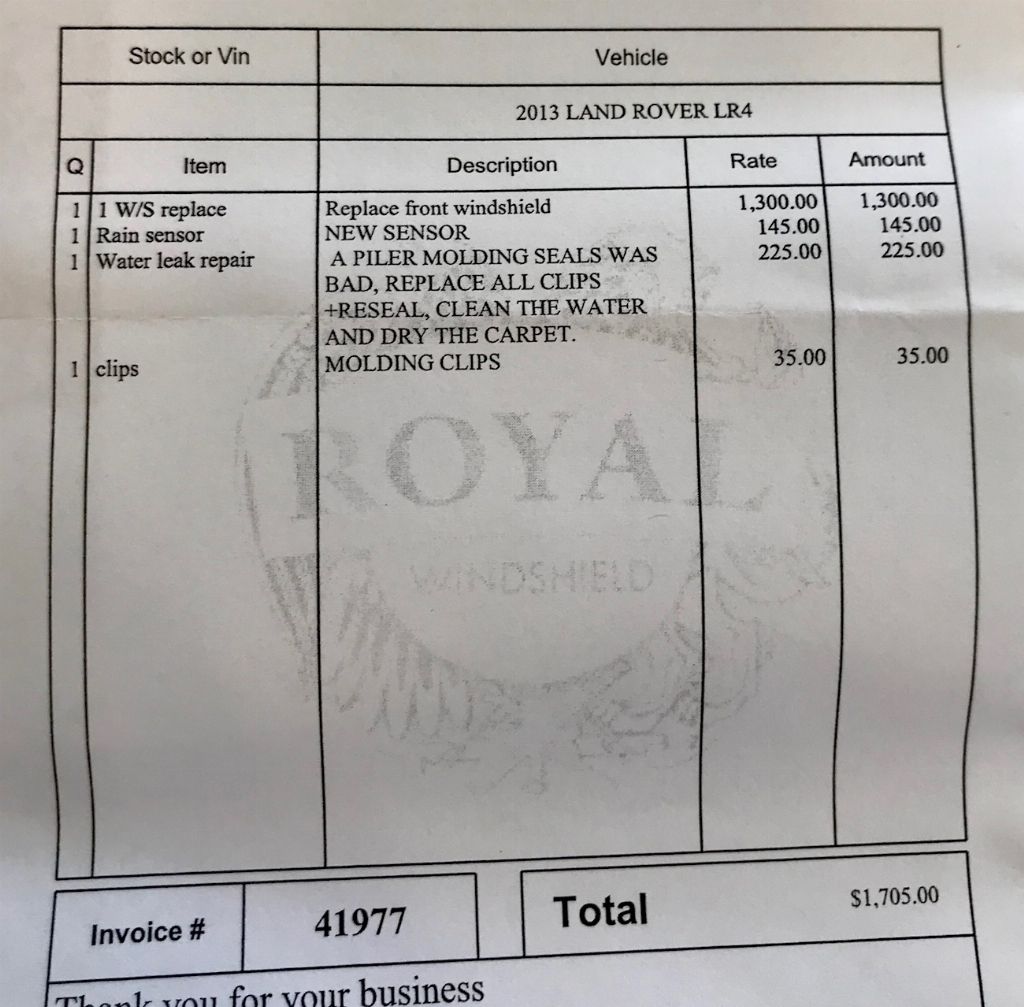 Stock or Vin Vehicle
2013 LAND ROVER LR4
Q Item Description Rate Amount
1 1 W/S replace Replace front windshield 1,300.00 1,300.00
1 Rain sensor NEW SENSOR 145.00 145.00
1 Water leak repair A PILER MOLDING SEALS WAS 225.00 225.00
BAD, REPLACE ALL CLIPS
+RESEAL, CLEAN THE WATER
AND DRY THE CARPET.
1 clips MOLDING CLIPS 35.00 35.00
ROYAL
WINDSHIELD
Invoice # 41977 Total $1,705.00
Thank you for your business